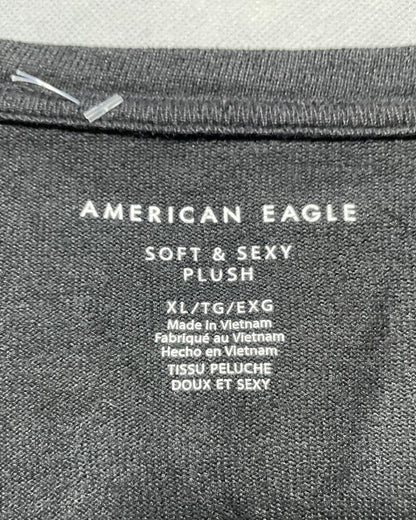 AMERICAN EAGLE
SOFT & SEXY
PLUSH
XL/TG/EXG
Made in Vietnam
Fabriqué au Vietnam
Hecho en Vietnam
TISSU PELUCHE
DOUX ET SEXY